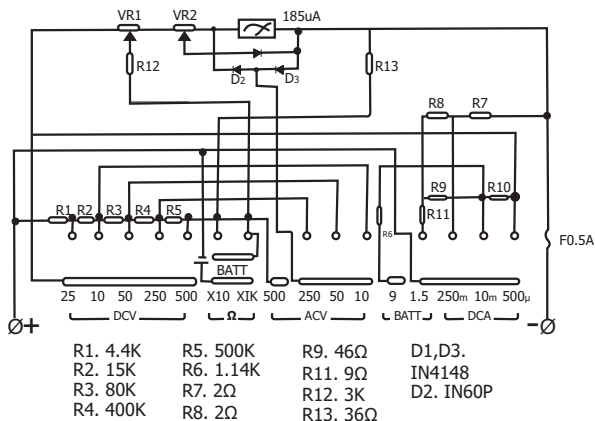 VR1 VR2 185uA
R12 D2 D3 R13
R8 R7
R9 R10
R1 R2 R3 R4 R5 R6 R11 F0.5A
BATT
25 10 50 250 500 X10 XIK 500 250 50 10 9 1.5 250m 10m 500µ
DCV Ω ACV BATT DCA
+ -
R1. 4.4K R5. 500K R9. 46Ω D1,D3.
R2. 15K R6. 1.14K R11. 9Ω IN4148
R3. 80K R7. 2Ω R12. 3K D2. IN60P
R4. 400K R8. 2Ω R13. 36Ω